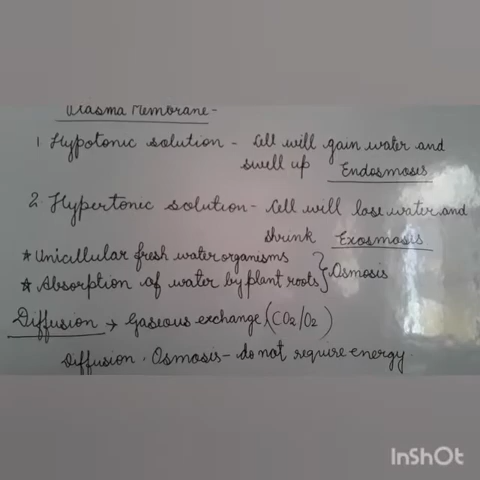 Plasma Membrane -
1 Hypotonic solution - Cell will gain water and
swell up Endosmosis
2. Hypertonic solution - Cell will lose water and
shrink Exosmosis
* Unicellular fresh water organisms
* Absorption of water by plant roots } Osmosis
Diffusion → Gaseous exchange (CO2/O2)
Diffusion, Osmosis - do not require energy.
InShOt